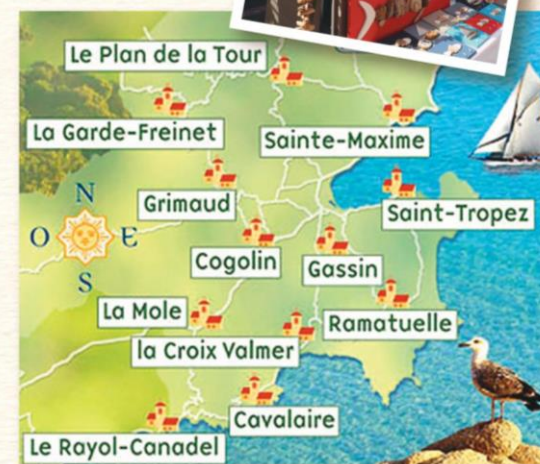 Le Plan de la Tour
La Garde-Freinet
Sainte-Maxime
N
Grimaud
Saint-Tropez
O
E
Cogolin
Gassin
S
La Mole
Ramatuelle
la Croix Valmer
Cavalaire
Le Rayol-Canadel